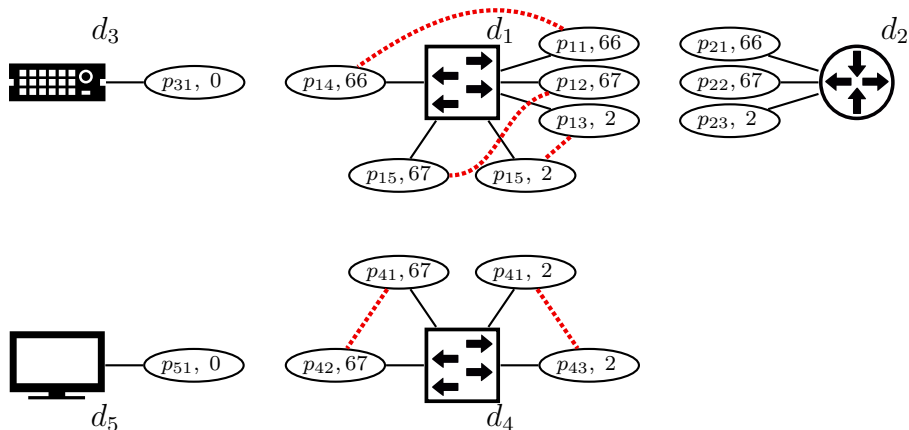 d3
d1
d2
p11, 66
p21, 66
p31, 0
p14, 66
p12, 67
p22, 67
p13, 2
p23, 2
p15, 67
p15, 2
p41, 67
p41, 2
p51, 0
p42, 67
p43, 2
d5
d4